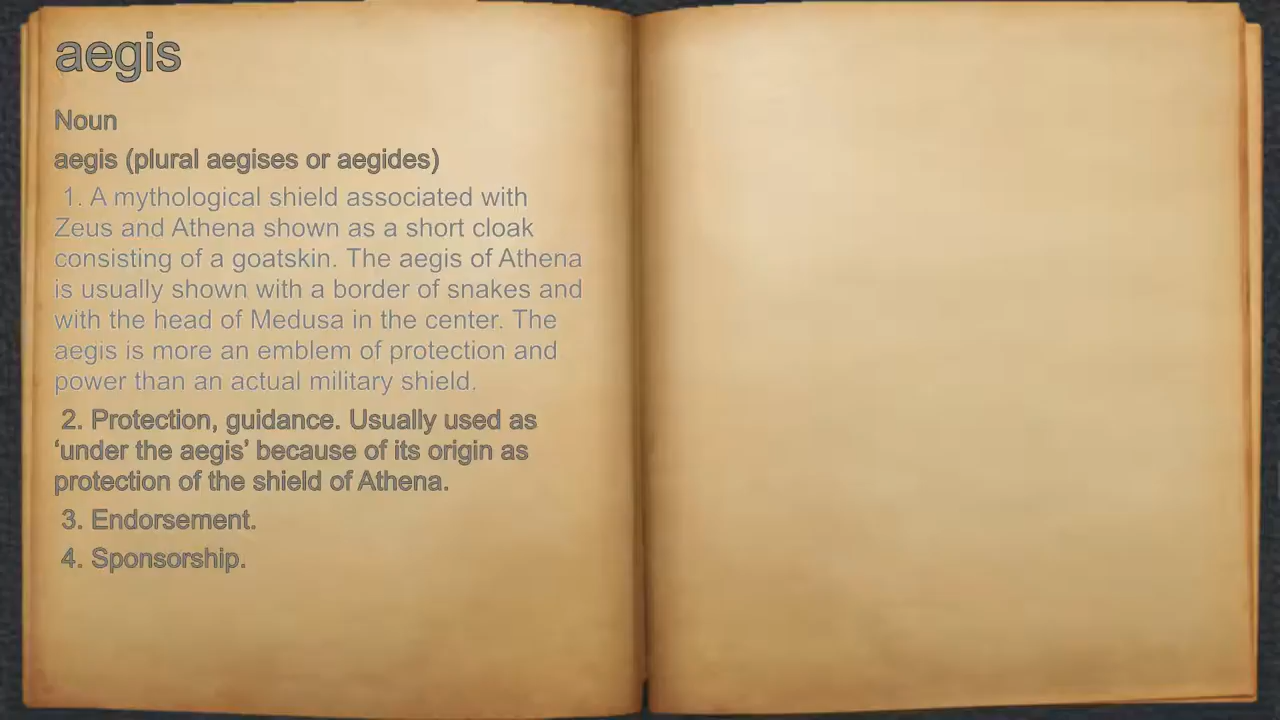 aegis
Noun
aegis (plural aegises or aegides)
1. A mythological shield associated with
Zeus and Athena shown as a short cloak
consisting of a goatskin. The aegis of Athena
is usually shown with a border of snakes and
with the head of Medusa in the center. The
aegis is more an emblem of protection and
power than an actual military shield.
2. Protection, guidance. Usually used as
‘under the aegis’ because of its origin as
protection of the shield of Athena.
3. Endorsement.
4. Sponsorship.